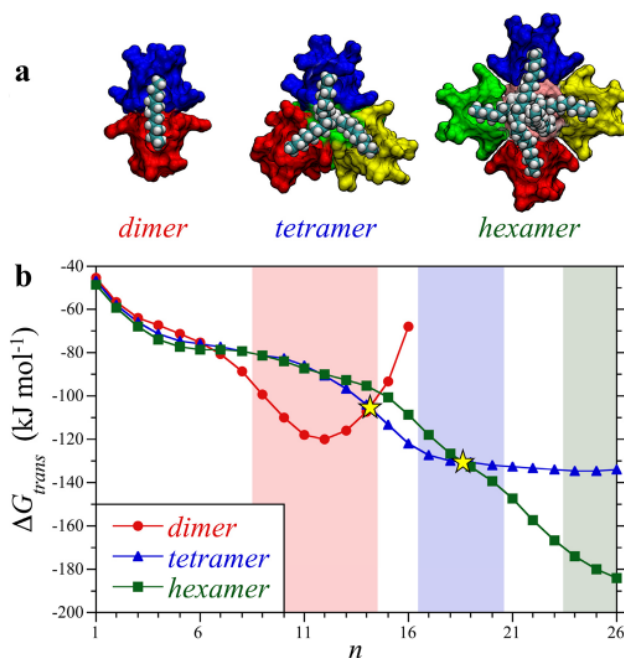 a
dimer
tetramer
hexamer
b
-40
-60
-80
-100
-120
-140
-160
-180
-200
ΔG_trans (kJ mol⁻¹)
dimer
tetramer
hexamer
1 6 11 16 21 26
n